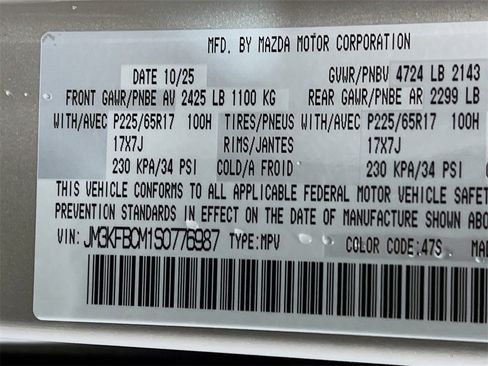 MFD. BY MAZDA MOTOR CORPORATION
DATE 10/25 GVWR/PNBV 4724 LB 2143
FRONT GAWR/PNBE AV 2425 LB 1100 KG REAR GAWR/PNBE AR 2299 LB
WITH/AVEC P225/65R17 100H TIRES/PNEUS WITH/AVEC P225/65R17 100H
17X7J RIMS/JANTES 17X7J
230 KPA/34 PSI COLD/A FROID 230 KPA/34 PSI
THIS VEHICLE CONFORMS TO ALL APPLICABLE FEDERAL MOTOR VEHICLE SAFET
PREVENTION STANDARDS IN EFFECT ON THE DATE OF MANUFACTURE SHOWN ABOV
VIN: JM3KFBCM1S0776987 TYPE:MPV COLOR CODE:47S MA